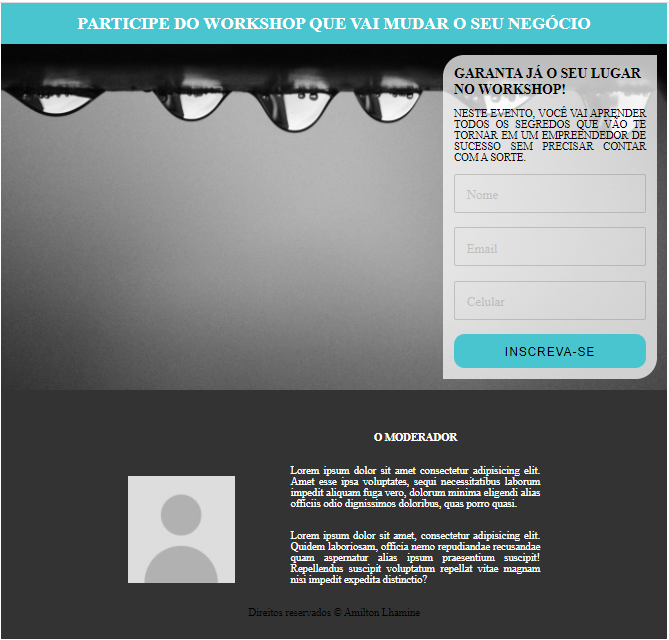 PARTICIPE DO WORKSHOP QUE VAI MUDAR O SEU NEGÓCIO
GARANTA JÁ O SEU LUGAR
NO WORKSHOP!
NESTE EVENTO, VOCÊ VAI APRENDER
TODOS OS SEGREDOS QUE VÃO TE
TORNAR EM UM EMPREENDEDOR DE
SUCESSO SEM PRECISAR CONTAR
COM A SORTE.
Nome
Email
Celular
INSCREVA-SE
O MODERADOR
Lorem ipsum dolor sit amet consectetur adipisicing elit.
Amet esse ipsa voluptates, sequi necessitatibus laborum
impedit aliquam fuga vero, dolorum minima eligendi alias
officiis odio dignissimos doloribus, quas porro quasi.
Lorem ipsum dolor sit amet, consectetur adipisicing elit.
Quidem laboriosam, officia nemo repudiandae recusandae
quam aspernatur alias ipsum praesentium suscipit!
Repellendus suscipit voluptatum repellat vitae magnam
nisi impedit expedita distinctio?
Direitos reservados © Amilton Lhamine